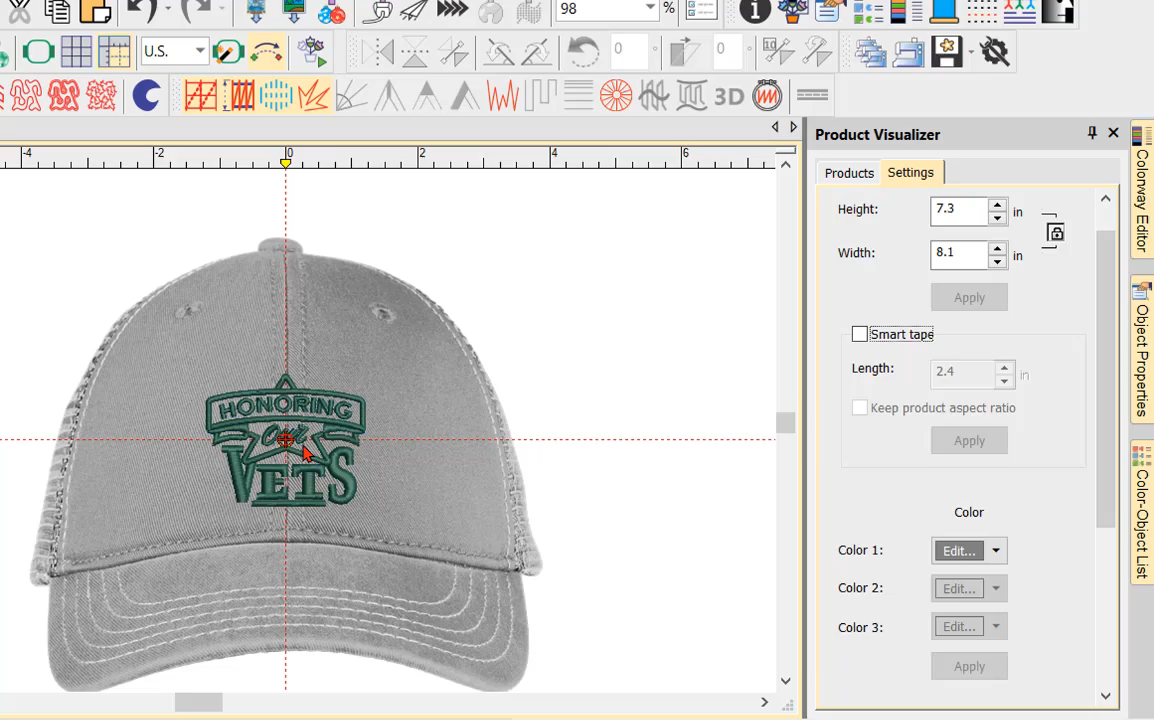 98 %
U.S. 0 0
3D
-4 -2 0 2 4 6
Product Visualizer
Products Settings
Height: 7.3 in
Width: 8.1 in
Apply
Smart tape
Length: 2.4 in
Keep product aspect ratio
Apply
Color
Color 1: Edit...
Color 2: Edit...
Color 3: Edit...
Apply
Colorway Editor
Object Properties
Color-Object List
HONORING
Our
VETS